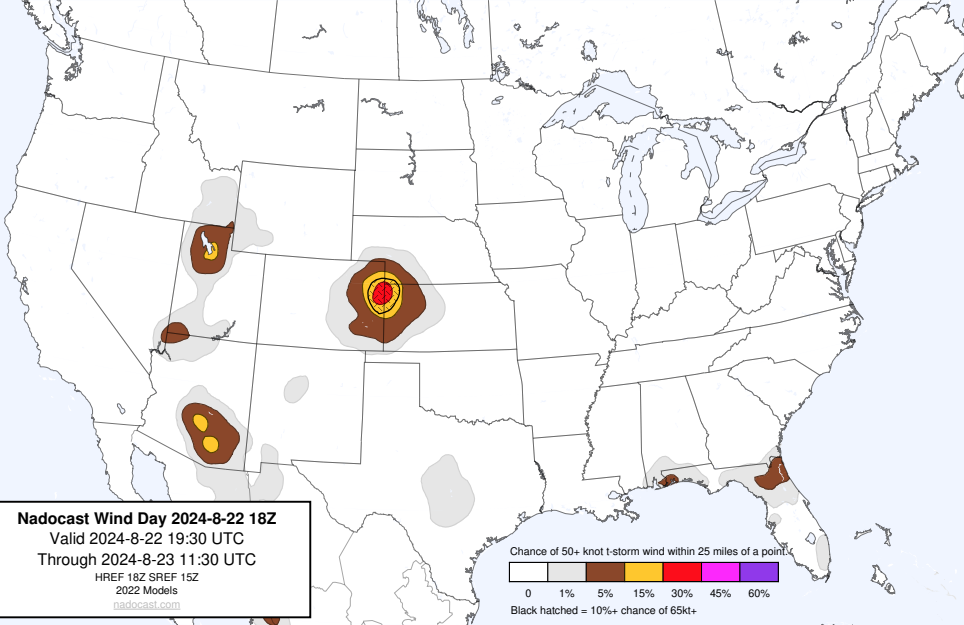 Nadocast Wind Day 2024-8-22 18Z
Valid 2024-8-22 19:30 UTC
Through 2024-8-23 11:30 UTC
HREF 18Z SREF 15Z
2022 Models
nadocast.com
Chance of 50+ knot t-storm wind within 25 miles of a point.
0 1% 5% 15% 30% 45% 60%
Black hatched = 10%+ chance of 65kt+